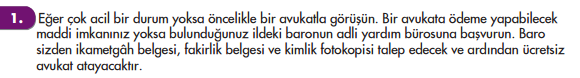 1. Eğer çok acil bir durum yoksa öncelikle bir avukatla görüşün. Bir avukata ödeme yapabilecek
maddi imkanınız yoksa bulunduğunuz ildeki baronun adli yardım bürosuna başvurun. Baro
sizden ikametgâh belgesi, fakirlik belgesi ve kimlik fotokopisi talep edecek ve ardından ücretsiz
avukat atayacaktır.